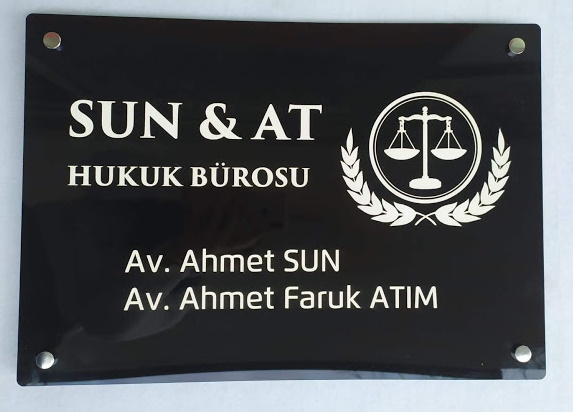 SUN & AT
HUKUK BÜROSU
Av. Ahmet SUN
Av. Ahmet Faruk ATIM